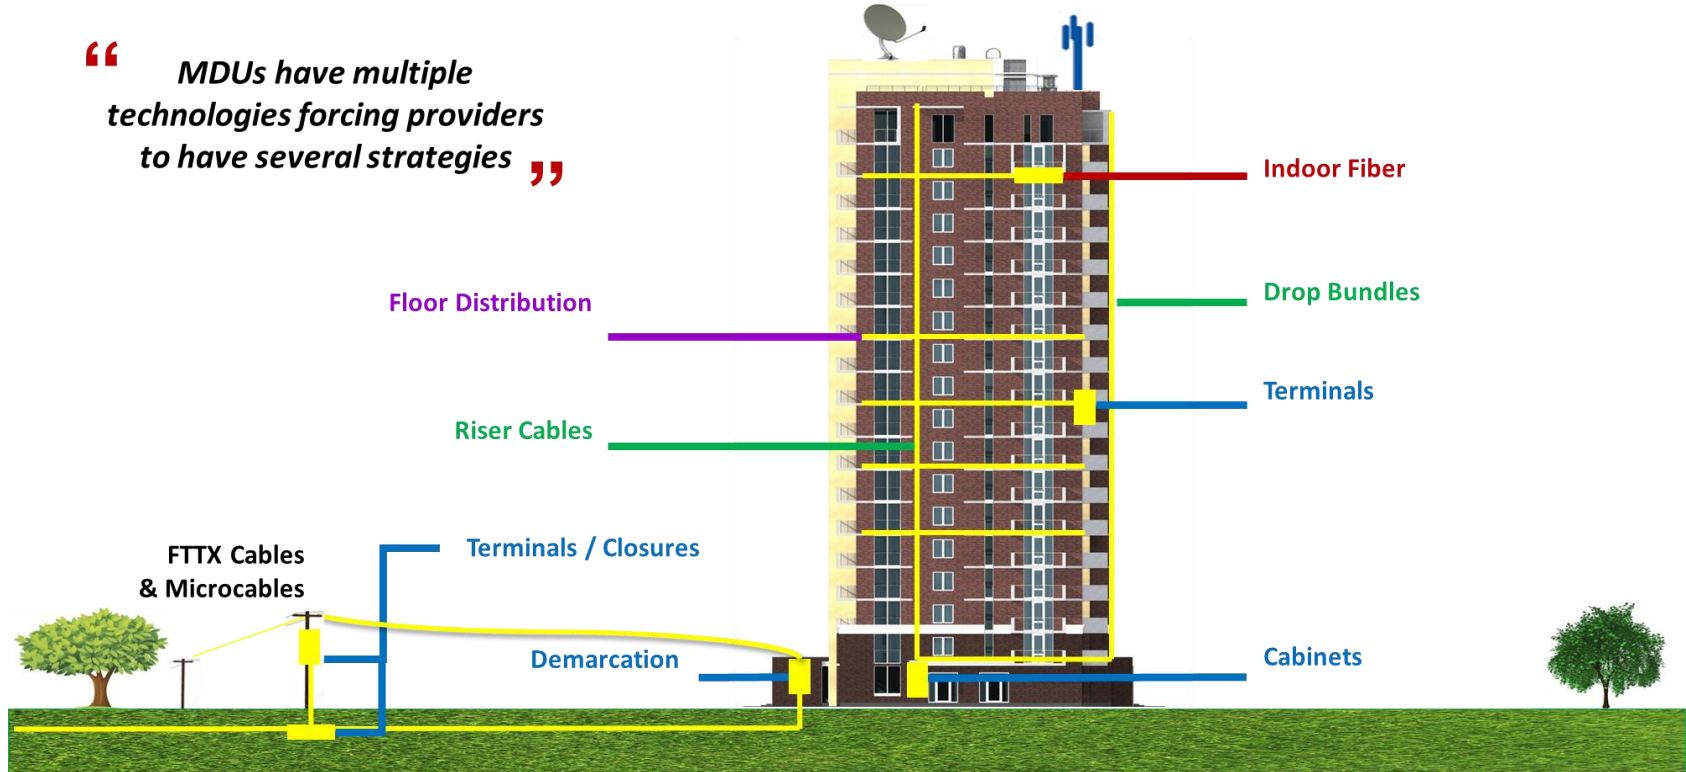 “
MDUs have multiple
technologies forcing providers
to have several strategies
”
Indoor Fiber
Floor Distribution
Drop Bundles
Terminals
Riser Cables
FTTX Cables
& Microcables
Terminals / Closures
Demarcation
Cabinets